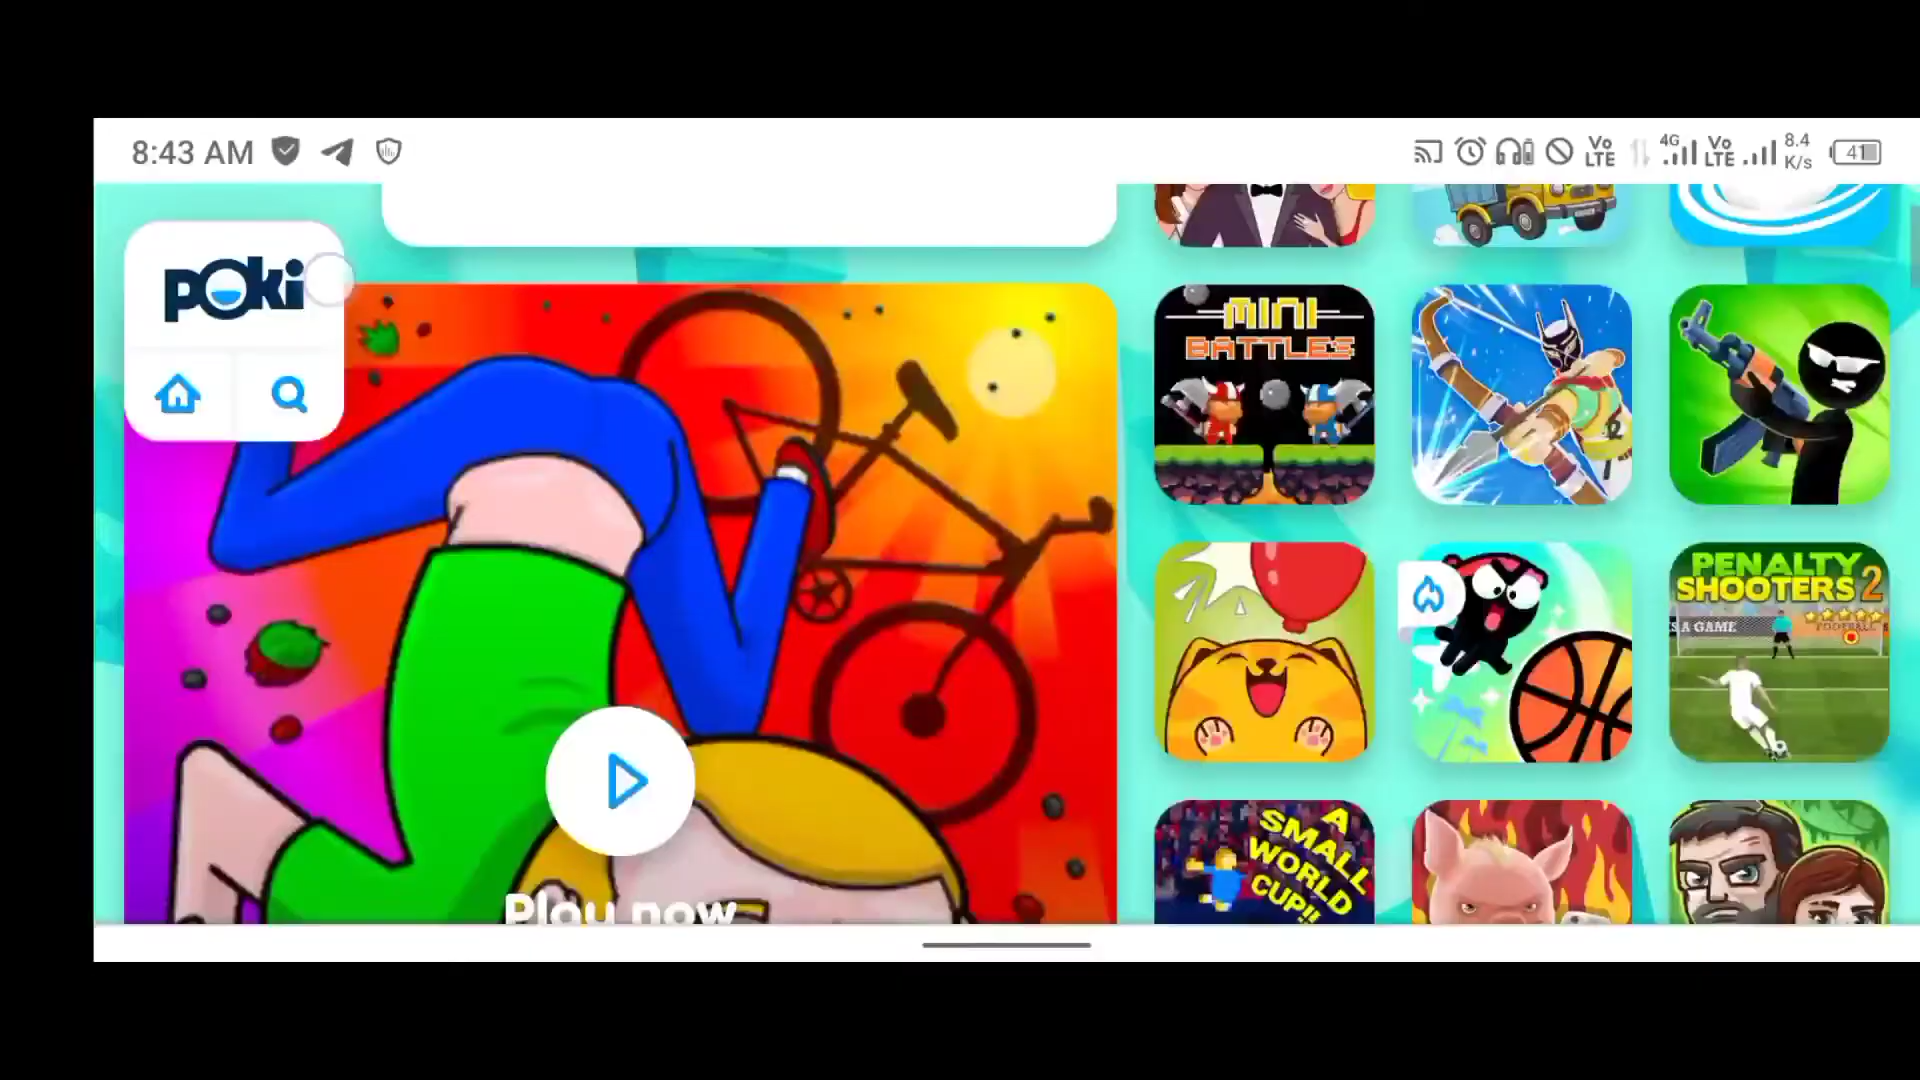 8:43 AM
Vo
LTE
4G
Vo
LTE
8.4
K/s
41
poki
MINI
BATTLES
PENALTY
SHOOTERS 2
S A GAME
FOOTBALL
A
SMALL
WORLD
CUP!!
Play now